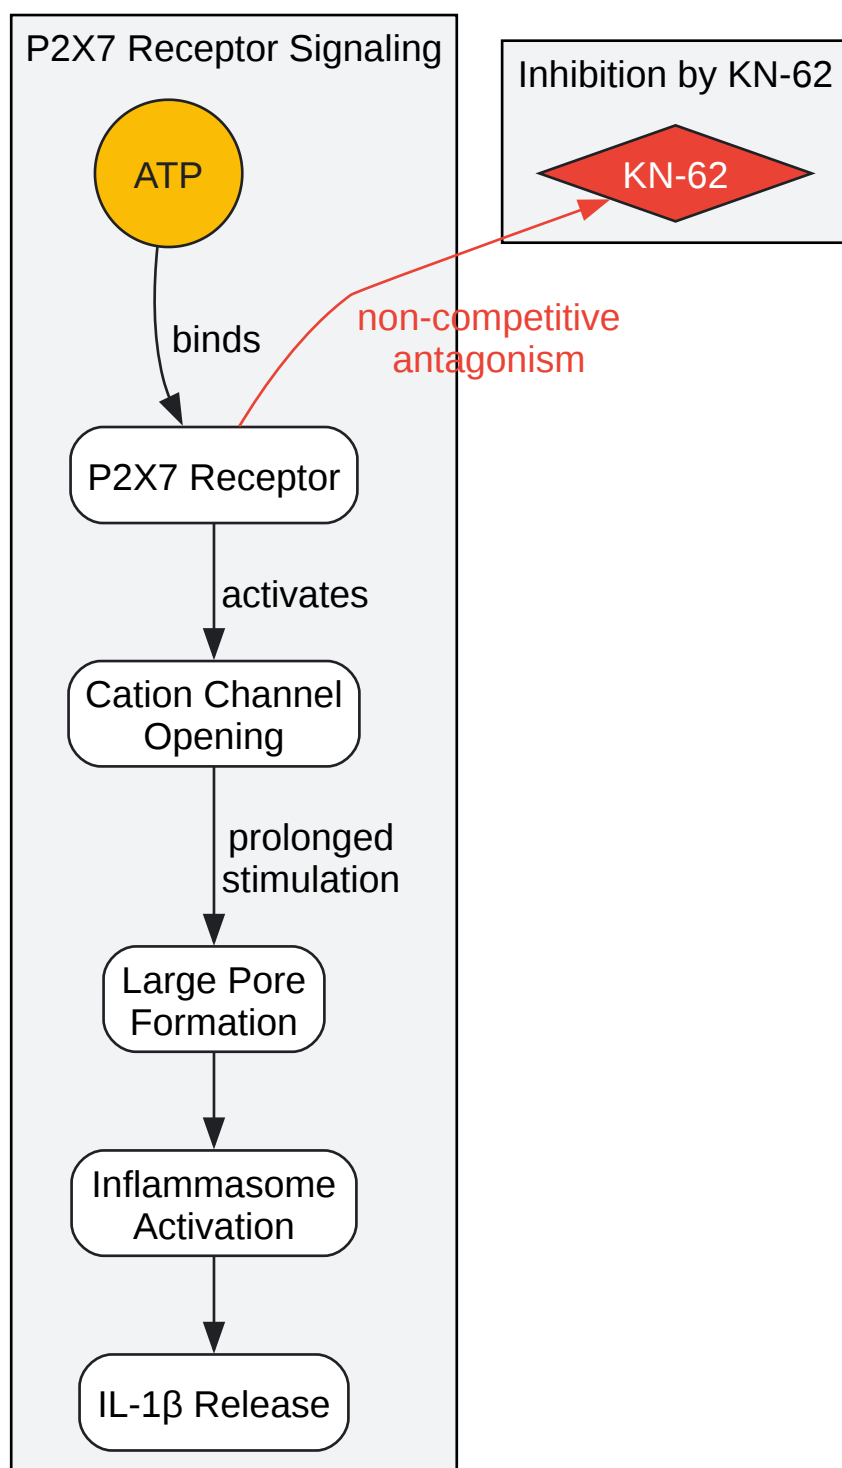 P2X7 Receptor Signaling
Inhibition by KN-62
ATP
KN-62
non-competitive
antagonism
binds
P2X7 Receptor
activates
Cation Channel
Opening
prolonged
stimulation
Large Pore
Formation
Inflammasome
Activation
IL-1β Release